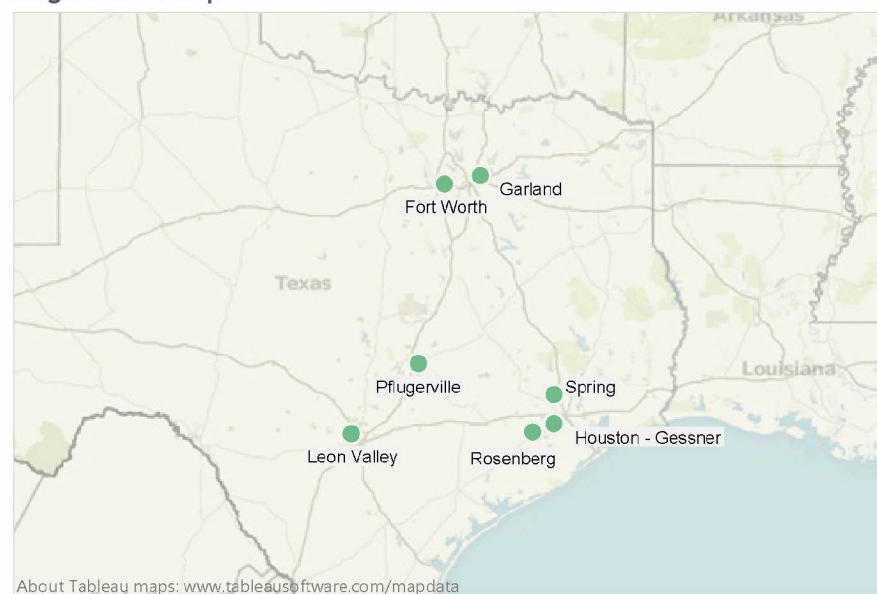 Arkansas
Garland
Fort Worth
Texas
Pflugerville
Spring
Louisiana
Houston - Gessner
Leon Valley
Rosenberg
About Tableau maps: www.tableausoftware.com/mapdata